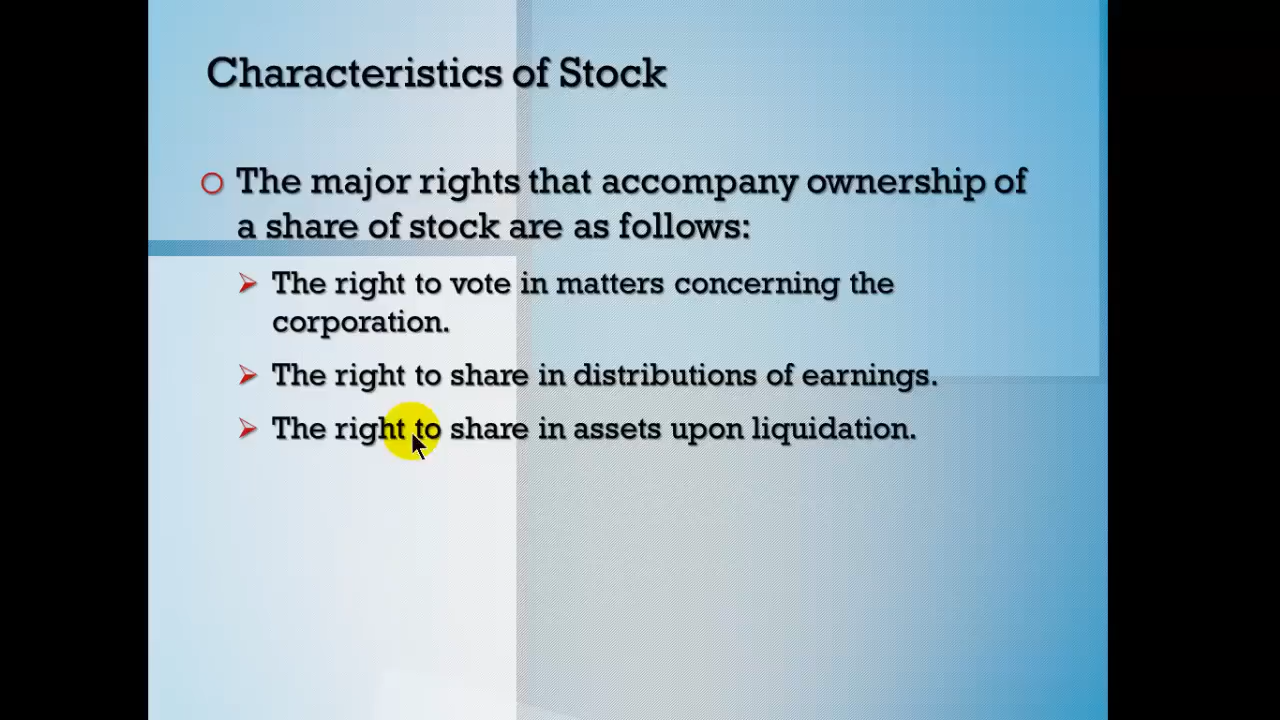 Characteristics of Stock
The major rights that accompany ownership of
a share of stock are as follows:
The right to vote in matters concerning the
corporation.
The right to share in distributions of earnings.
The right to share in assets upon liquidation.